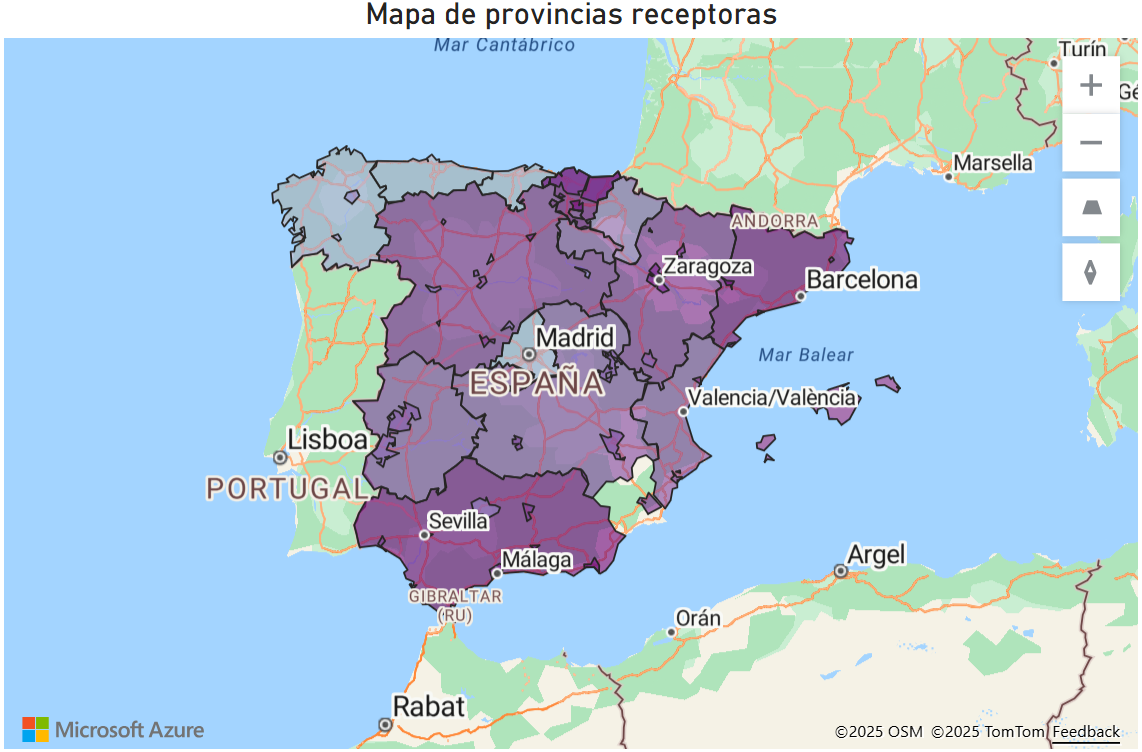 Mapa de provincias receptoras
Mar Cantábrico
Turín
Gé
Marsella
ANDORRA
Zaragoza
Barcelona
Madrid
Mar Balear
ESPAÑA
Valencia/València
Lisboa
PORTUGAL
Sevilla
Málaga
Argel
GIBRALTAR
(RU)
Orán
Rabat
Microsoft Azure
©2025 OSM ©2025 TomTom Feedback